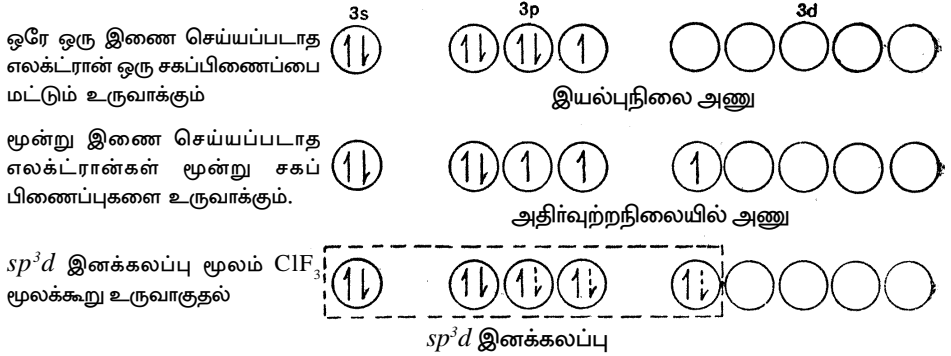 3s 3p 3d
ஒரே ஒரு இணை செய்யப்படாத
எலக்ட்ரான் ஒரு சகப்பிணைப்பை
மட்டும் உருவாக்கும்
இயல்புநிலை அணு
மூன்று இணை செய்யப்படாத
எலக்ட்ரான்கள் மூன்று சகப்
பிணைப்புகளை உருவாக்கும்.
அதிர்வுற்றநிலையில் அணு
sp³d இனக்கலப்பு மூலம் ClF₃
மூலக்கூறு உருவாகுதல்
sp³d இனக்கலப்பு